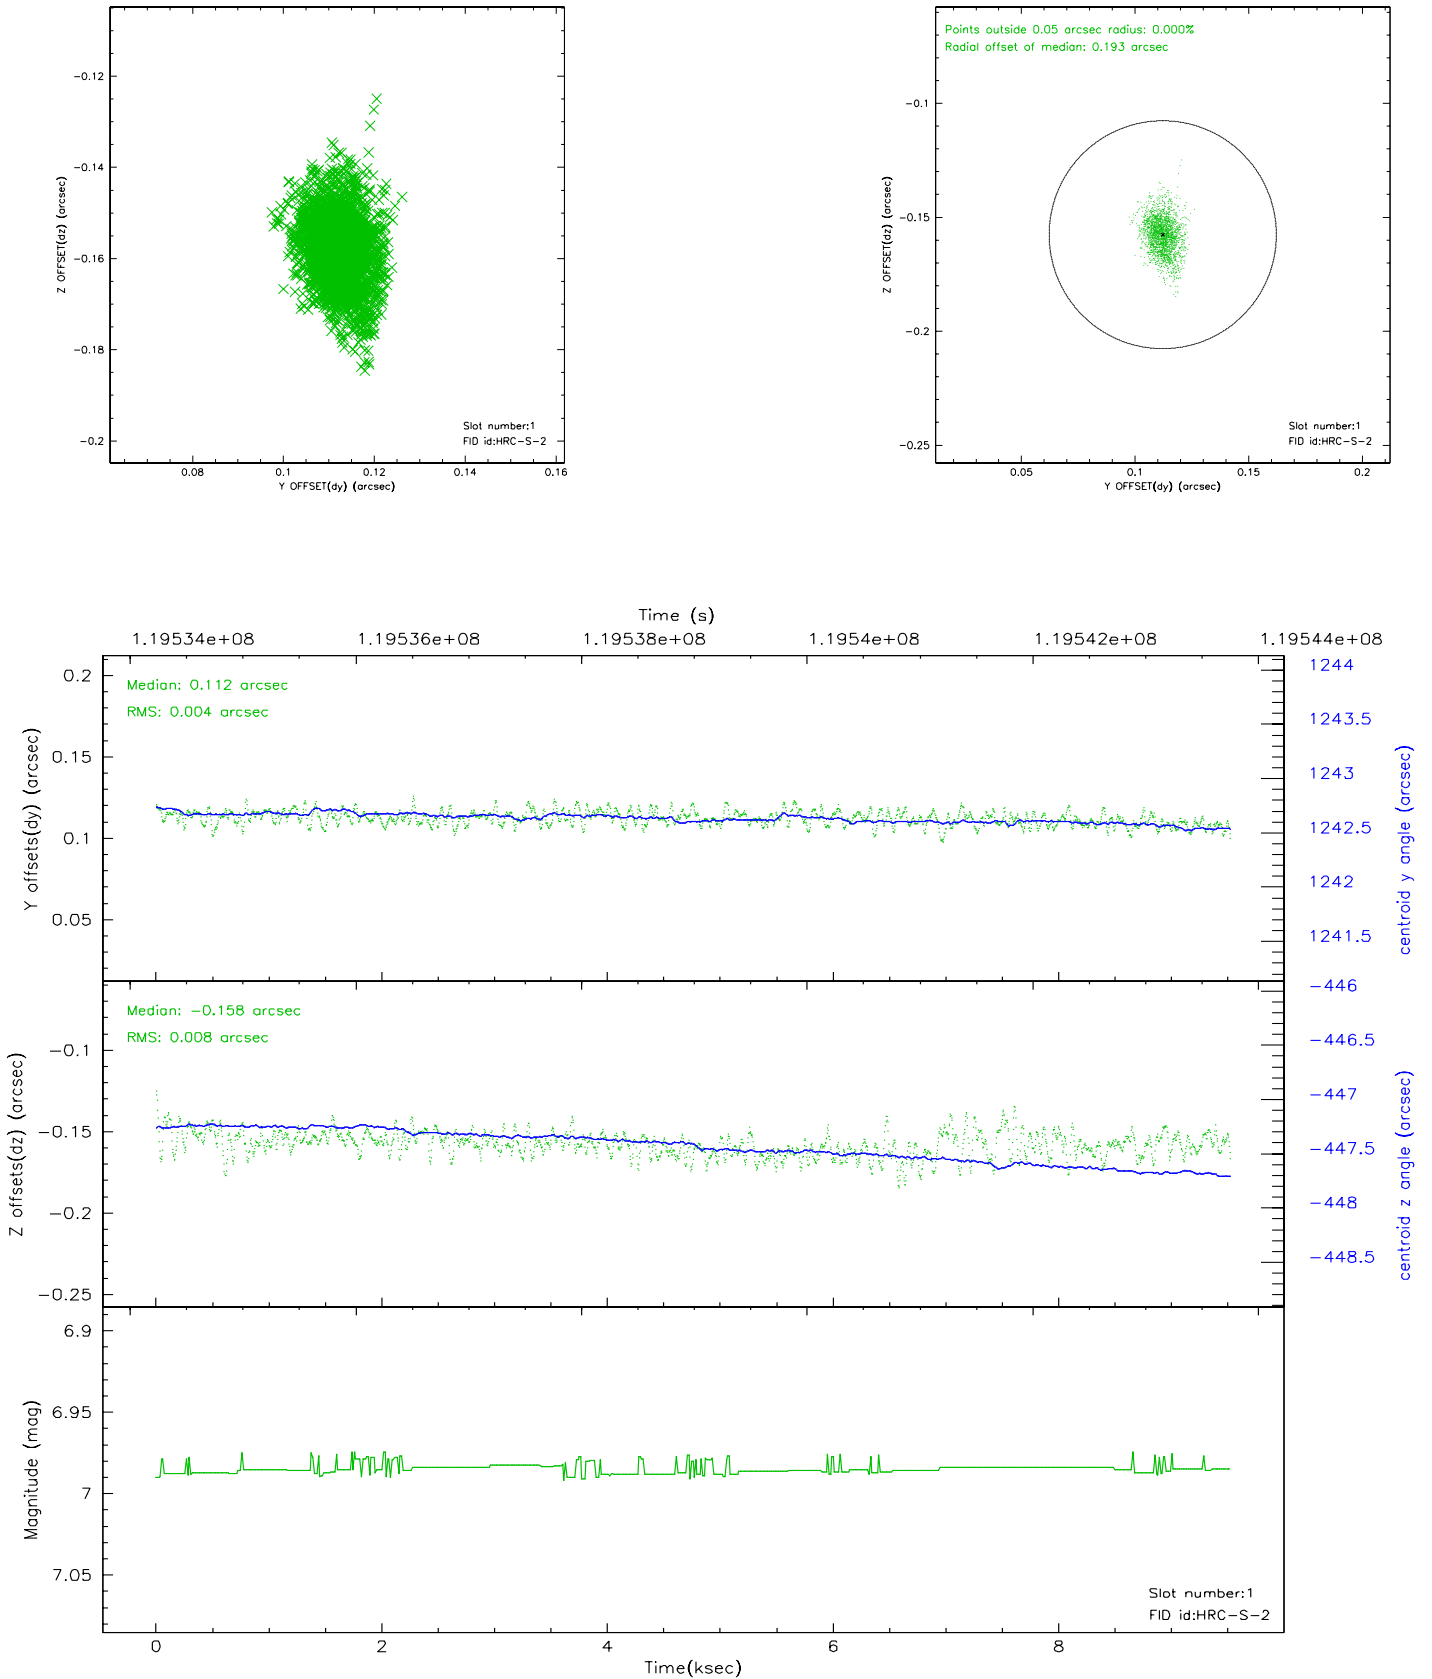 -0.12
-0.14
-0.16
-0.18
-0.2
Z OFFSET(dz) (arcsec)
Slot number:1
FID id:HRC-S-2
0.08
0.1
0.12
0.14
0.16
Y OFFSET(dy) (arcsec)
Points outside 0.05 arcsec radius: 0.000%
Radial offset of median: 0.193 arcsec
-0.1
-0.15
-0.2
-0.25
Z OFFSET(dz) (arcsec)
Slot number:1
FID id:HRC-S-2
0.05
0.1
0.15
0.2
Y OFFSET(dy) (arcsec)
Time (s)
1.19534e+08
1.19536e+08
1.19538e+08
1.1954e+08
1.19542e+08
1.19544e+08
Median: 0.112 arcsec
RMS: 0.004 arcsec
0.2
0.15
0.1
0.05
Y offsets(dy) (arcsec)
1244
1243.5
1243
1242.5
1242
1241.5
centroid y angle (arcsec)
Median: -0.158 arcsec
RMS: 0.008 arcsec
-0.1
-0.15
-0.2
-0.25
Z offsets(dz) (arcsec)
-446
-446.5
-447
-447.5
-448
-448.5
centroid z angle (arcsec)
6.9
6.95
7
7.05
Magnitude (mag)
Slot number:1
FID id:HRC-S-2
0
2
4
6
8
Time(ksec)